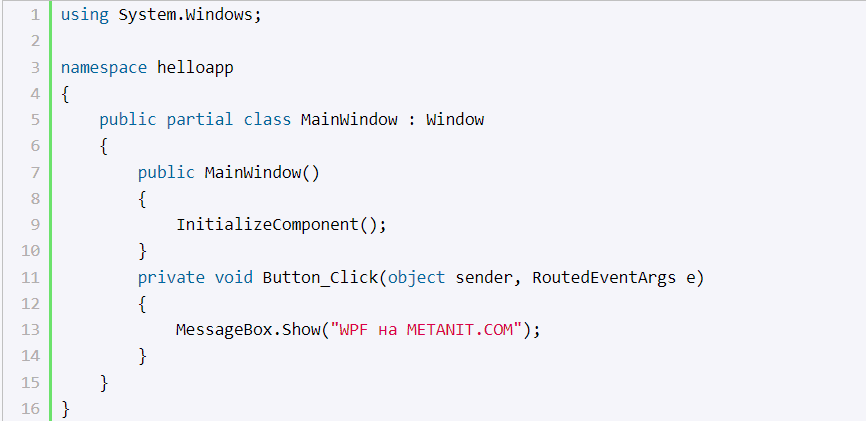 1 using System.Windows;
2
3 namespace helloapp
4 {
5     public partial class MainWindow : Window
6     {
7         public MainWindow()
8         {
9             InitializeComponent();
10         }
11         private void Button_Click(object sender, RoutedEventArgs e)
12         {
13             MessageBox.Show("WPF на METANIT.COM");
14         }
15     }
16 }